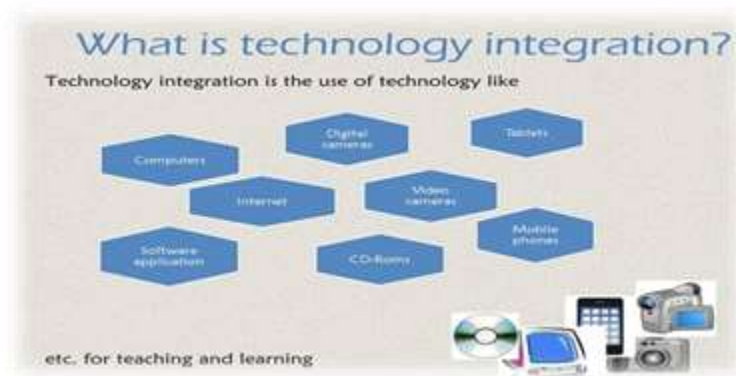 What is technology integration?
Technology integration is the use of technology like
Digital
cameras
Tablets
Computers
Internet
Video
cameras
Mobile
phones
Software
application
CD-Roms
etc. for teaching and learning